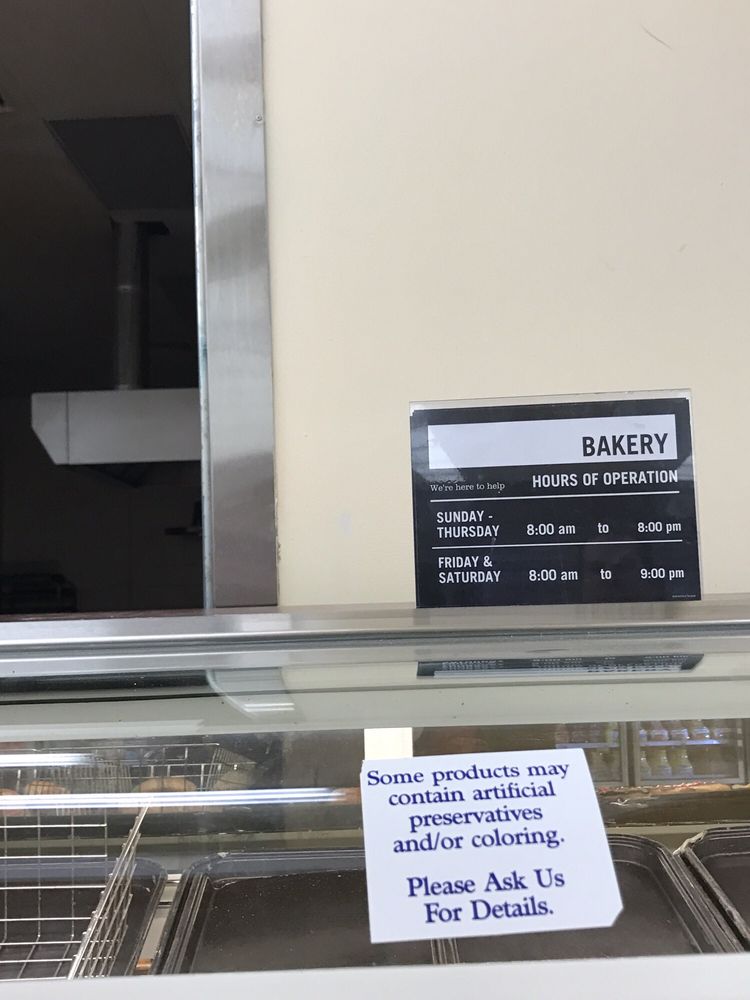 BAKERY
We're here to help HOURS OF OPERATION
SUNDAY -
THURSDAY 8:00 am to 8:00 pm
FRIDAY &
SATURDAY 8:00 am to 9:00 pm
Some products may
contain artificial
preservatives
and/or coloring.
Please Ask Us
For Details.